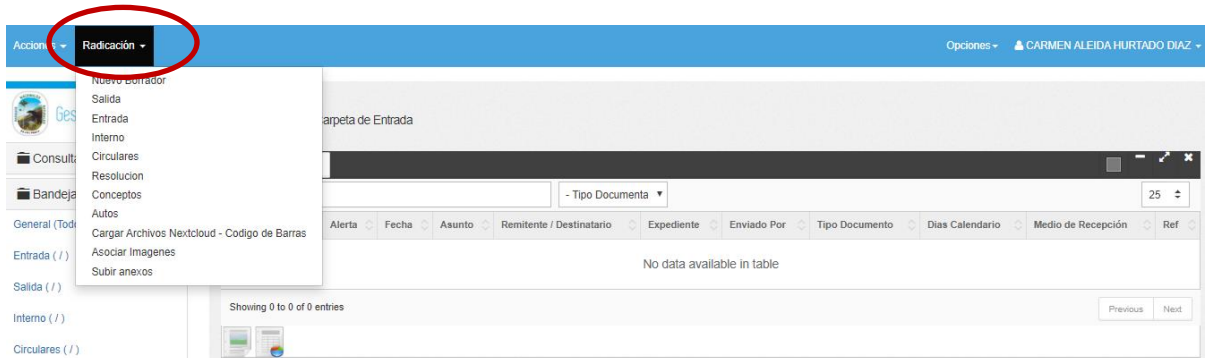 Acciones Radicación Opciones CARMEN ALEIDA HURTADO DIAZ
Nuevo Borrador
Salida
Entrada
Interno
Circulares
Resolucion
Conceptos
Autos
Cargar Archivos Nextcloud - Codigo de Barras
Asociar Imagenes
Subir anexos
arpeta de Entrada
Consulta
Bandeja
- Tipo Documenta 25
General (Tod
Alerta Fecha Asunto Remitente / Destinatario Expediente Enviado Por Tipo Documento Dias Calendario Medio de Recepción Ref
Entrada ( / )
No data available in table
Salida ( / )
Showing 0 to 0 of 0 entries Previous Next
Interno ( / )
Circulares ( / )